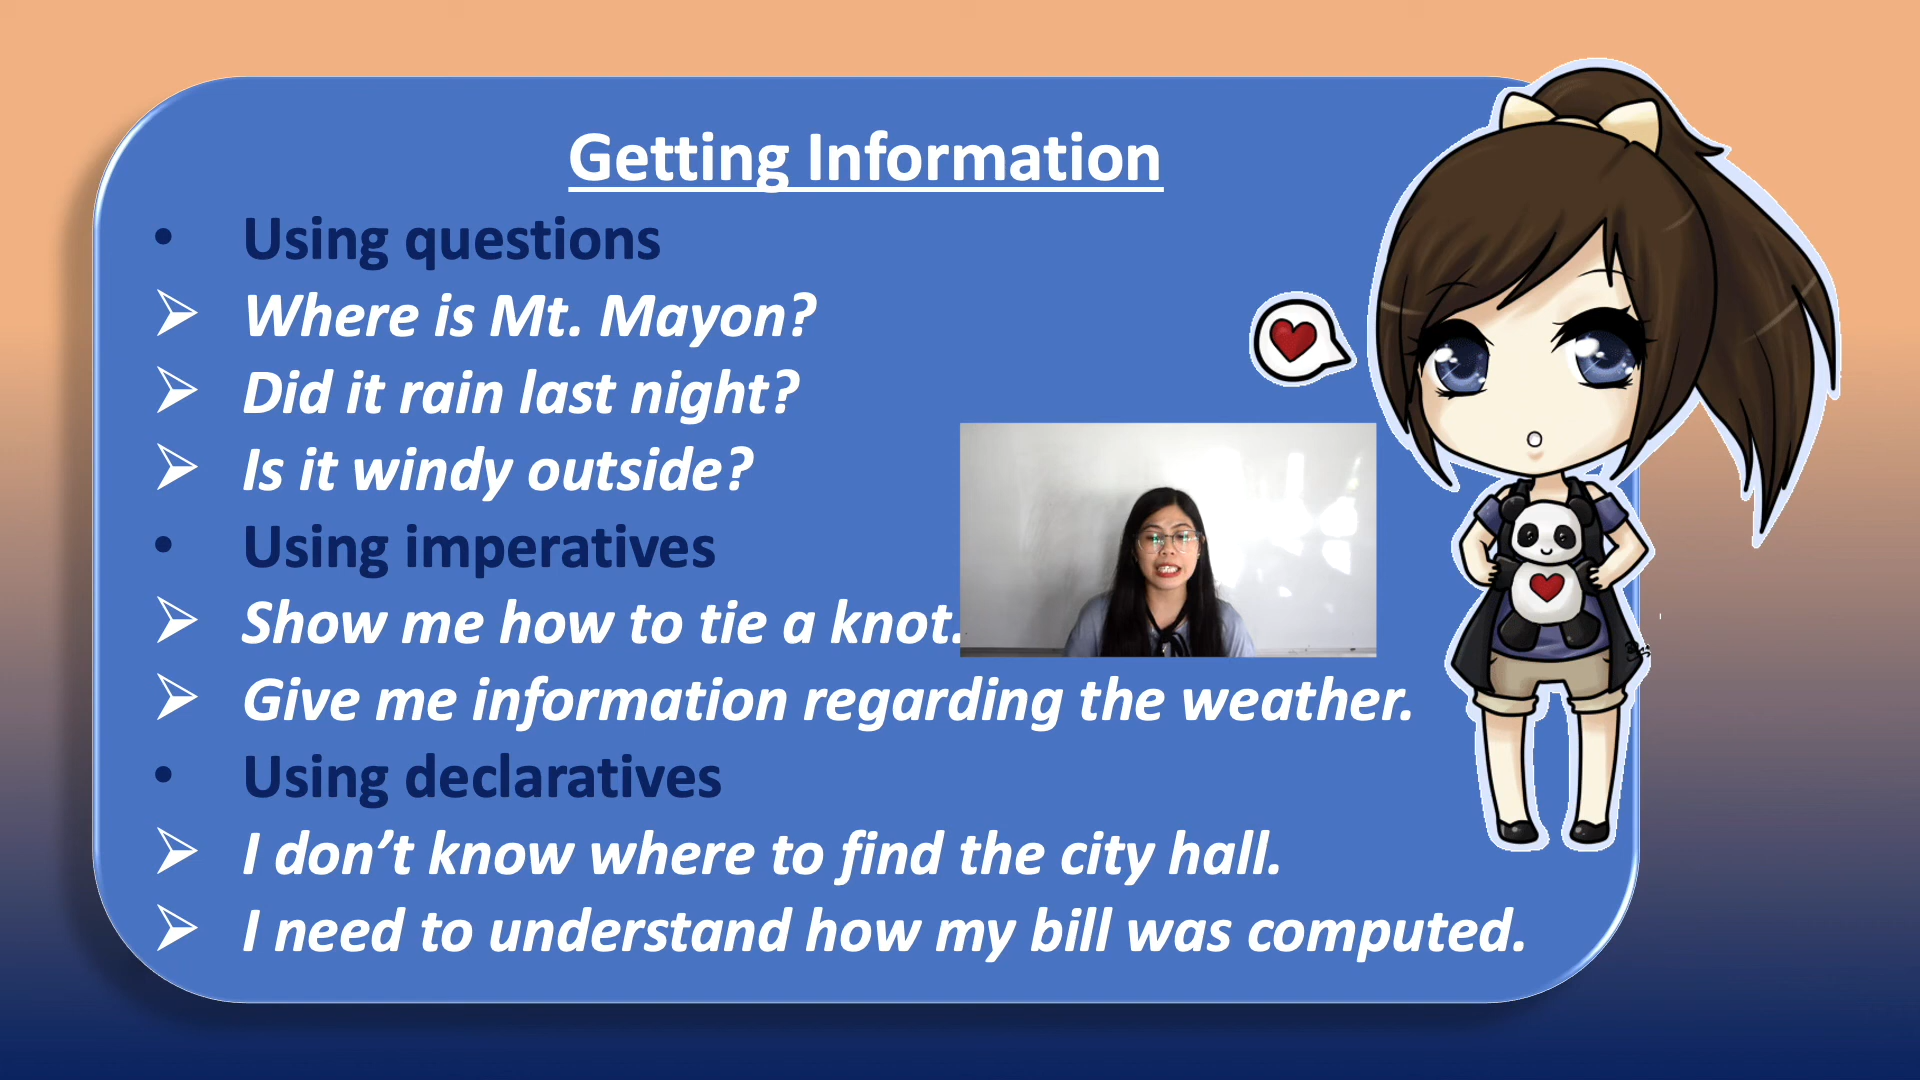 Getting Information
• Using questions
➢ Where is Mt. Mayon?
➢ Did it rain last night?
➢ Is it windy outside?
• Using imperatives
➢ Show me how to tie a knot.
➢ Give me information regarding the weather.
• Using declaratives
➢ I don't know where to find the city hall.
➢ I need to understand how my bill was computed.